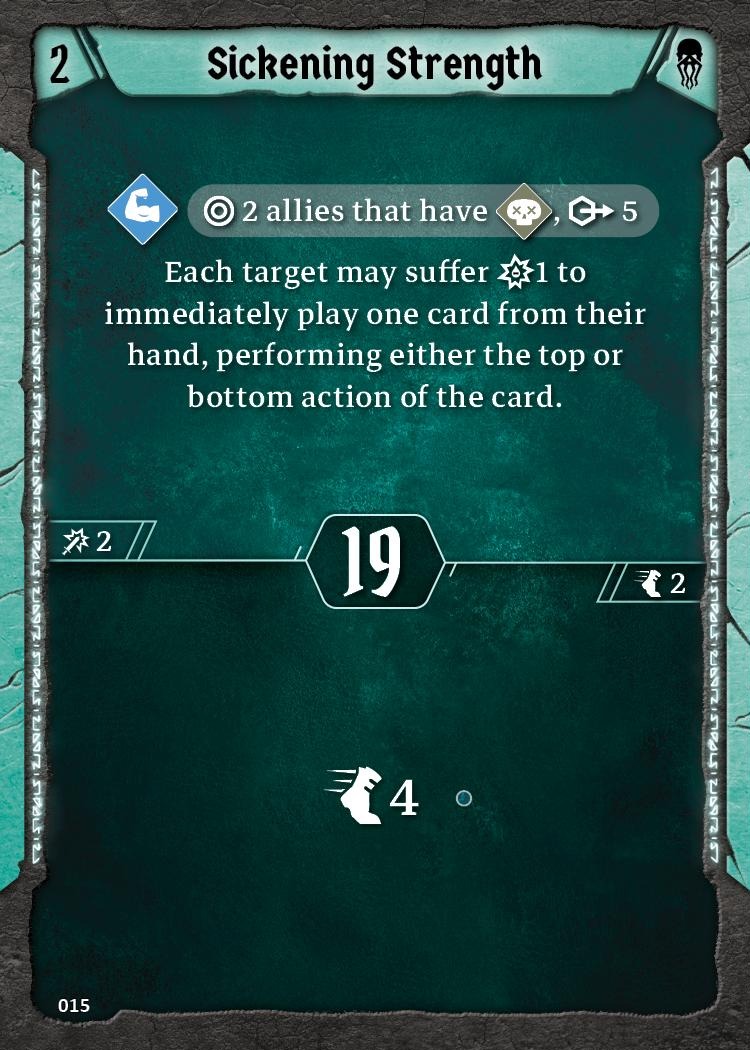 2
Sickening Strength
2 allies that have , 5
Each target may suffer 1 to
immediately play one card from their
hand, performing either the top or
bottom action of the card.
2
19
2
4
015